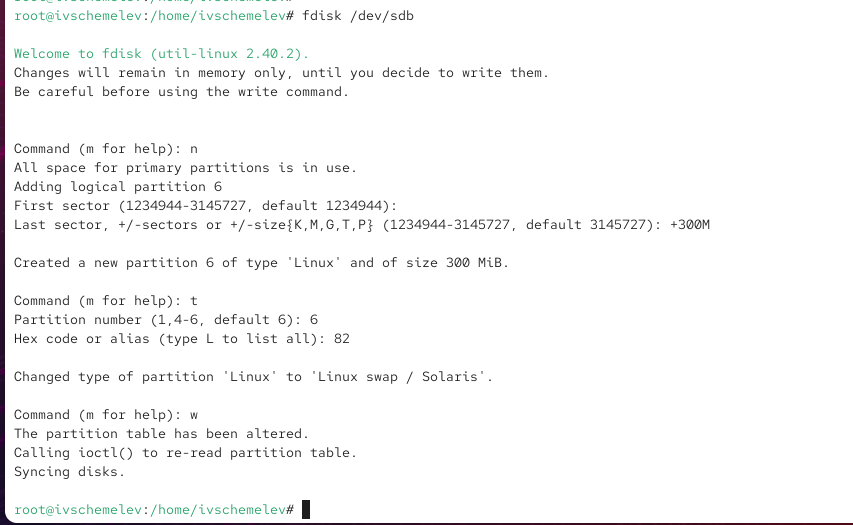 root@ivschemelev:/home/ivschemelev# fdisk /dev/sdb
Welcome to fdisk (util-linux 2.40.2).
Changes will remain in memory only, until you decide to write them.
Be careful before using the write command.
Command (m for help): n
All space for primary partitions is in use.
Adding logical partition 6
First sector (1234944-3145727, default 1234944):
Last sector, +/-sectors or +/-size{K,M,G,T,P} (1234944-3145727, default 3145727): +300M
Created a new partition 6 of type 'Linux' and of size 300 MiB.
Command (m for help): t
Partition number (1,4-6, default 6): 6
Hex code or alias (type L to list all): 82
Changed type of partition 'Linux' to 'Linux swap / Solaris'.
Command (m for help): w
The partition table has been altered.
Calling ioctl() to re-read partition table.
Syncing disks.
root@ivschemelev:/home/ivschemelev#